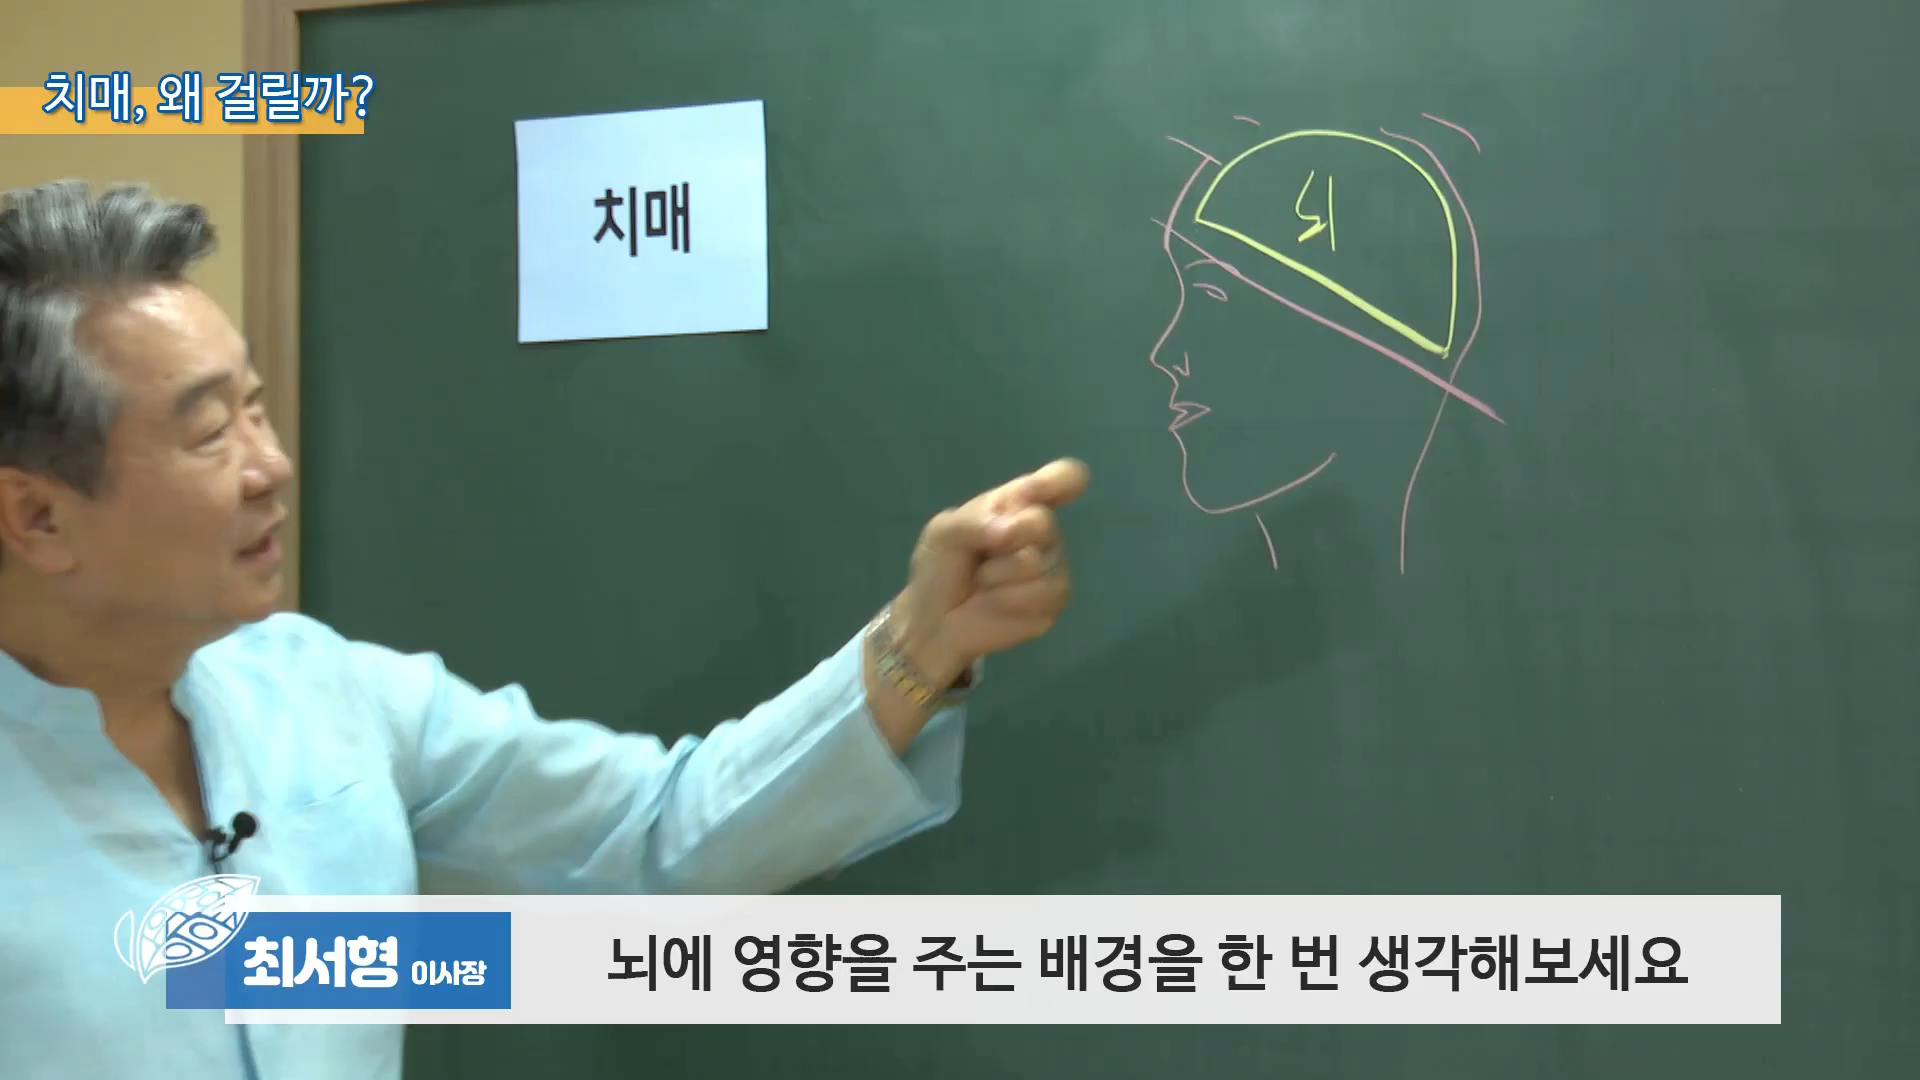 치매, 왜 걸릴까?
치매
뇌
최서형 이사장
뇌에 영향을 주는 배경을 한 번 생각해보세요